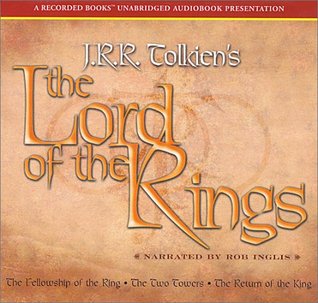 A RECORDED BOOKS™ UNABRIDGED AUDIOBOOK PRESENTATION
J.R.R. Tolkien's
the Lord
of the Rings
NARRATED BY ROB INGLIS
The Fellowship of the Ring • The Two Towers • The Return of the King